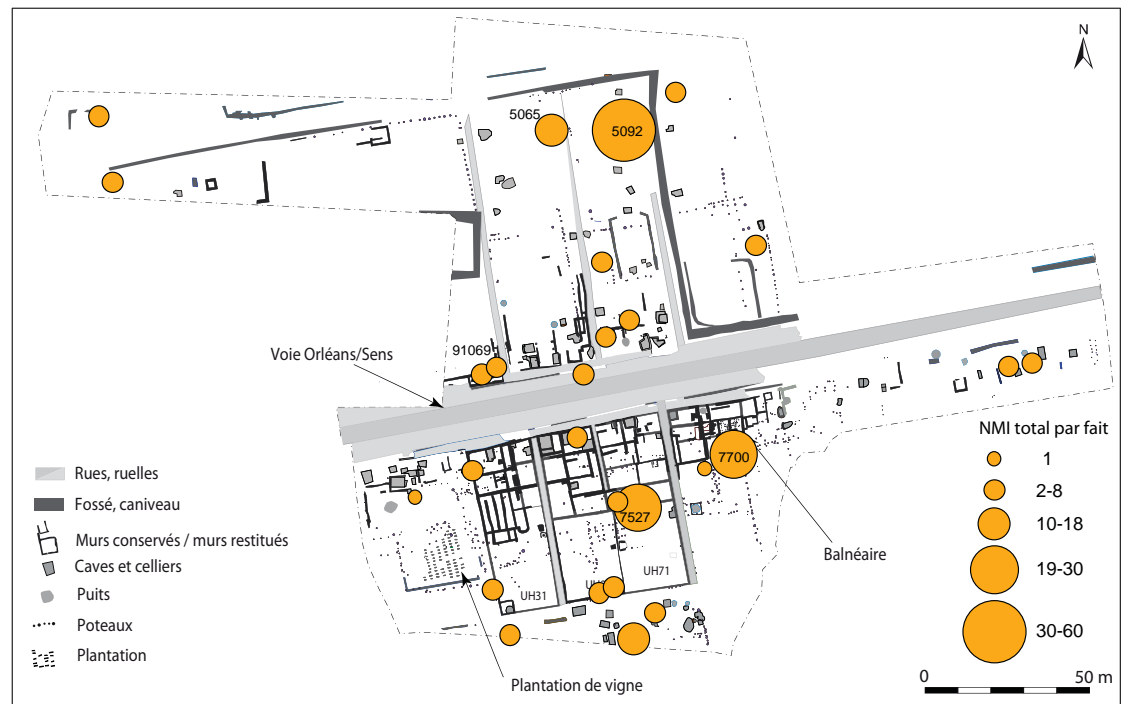 N
5065
5092
91069
Voie Orléans/Sens
7700
7527
UH31
UH71
Balnéaire
Plantation de vigne
Rues, ruelles
Fossé, caniveau
Murs conservés / murs restitués
Caves et celliers
Puits
Poteaux
Plantation
NMI total par fait
1
2-8
10-18
19-30
30-60
0 50 m